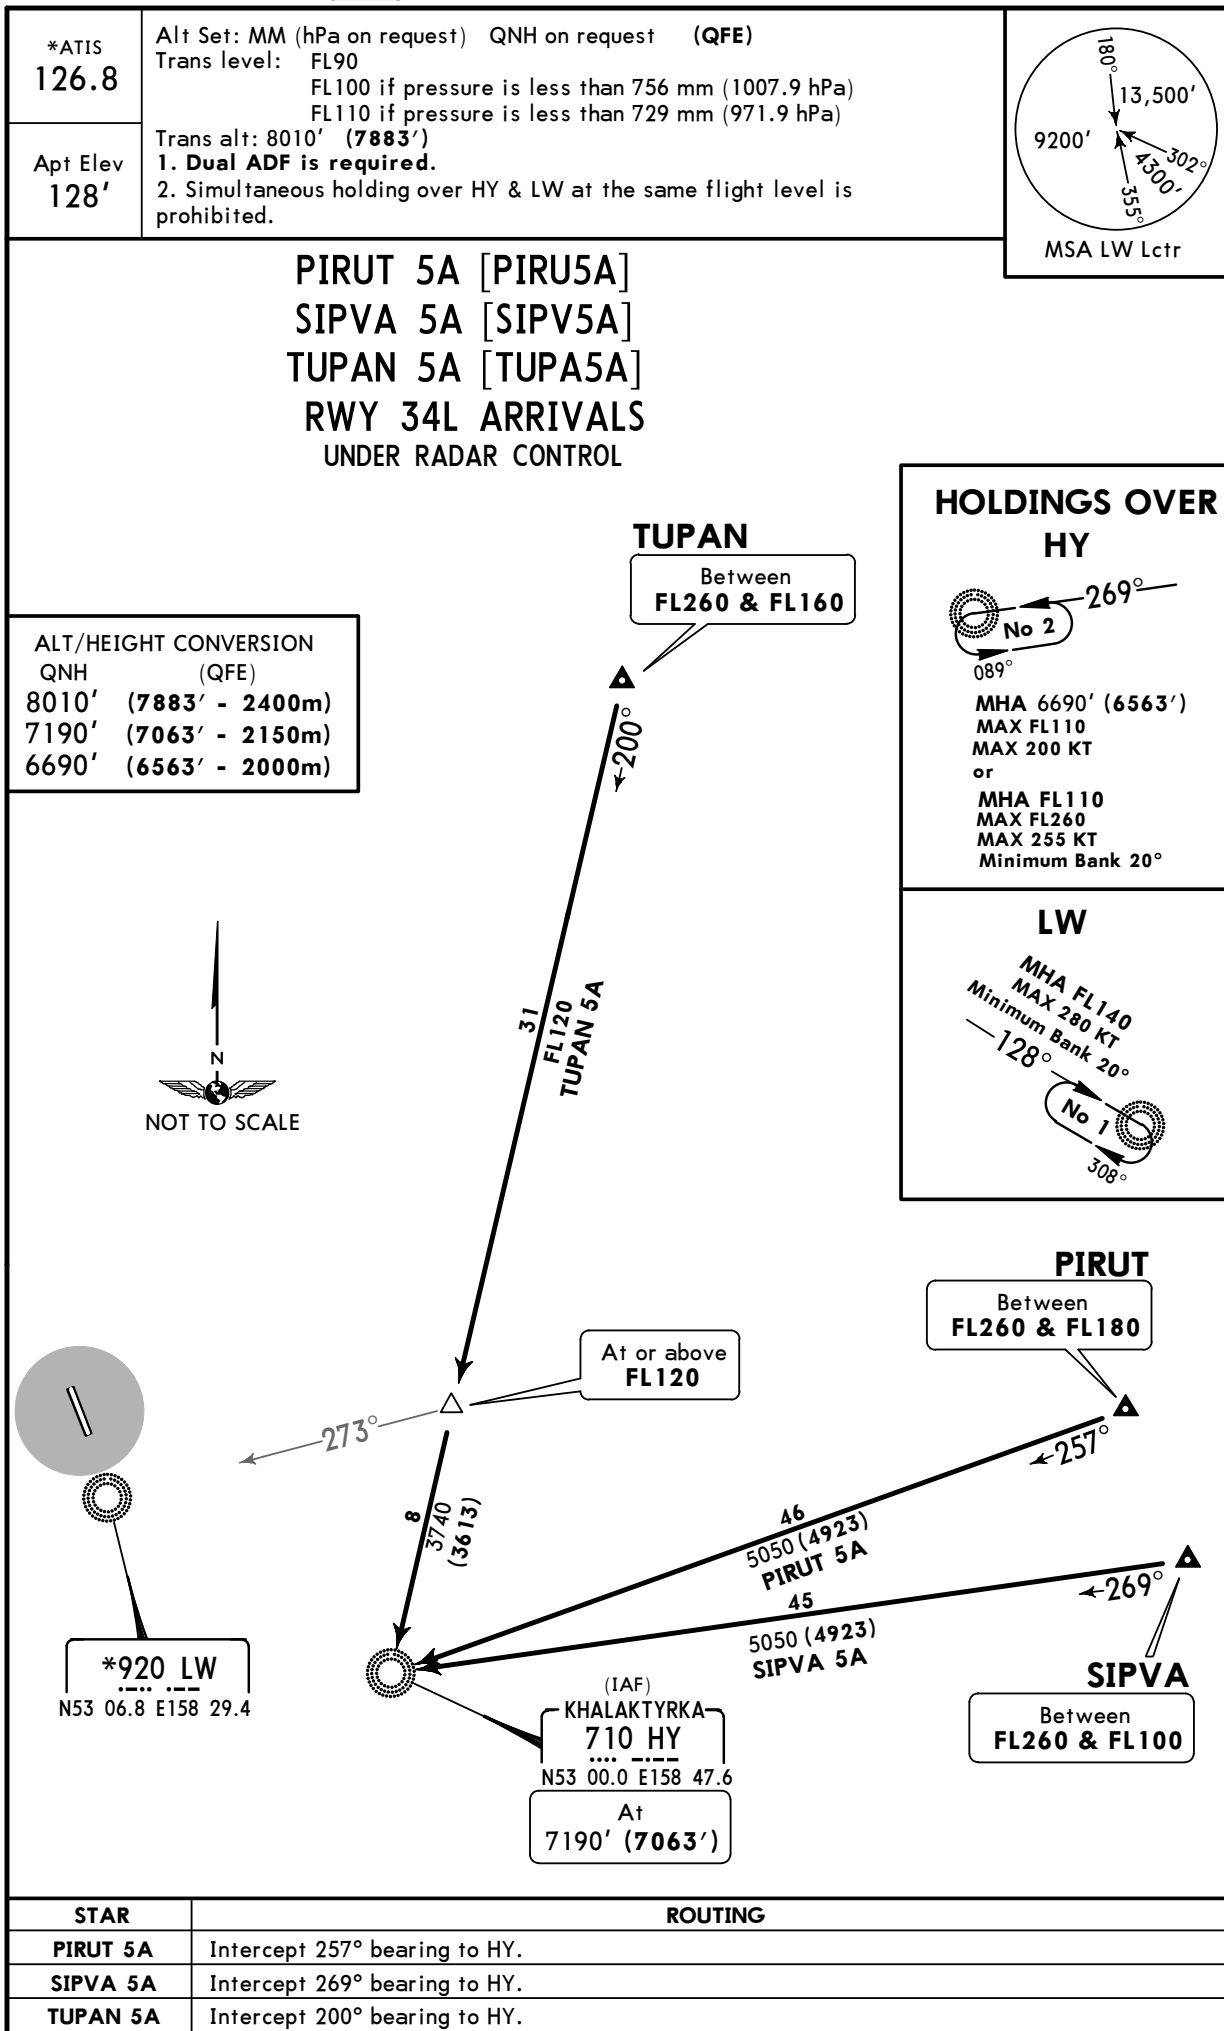 *ATIS
126.8
Apt Elev
128'
Alt Set: MM (hPa on request) QNH on request (QFE)
Trans level: FL90
FL100 if pressure is less than 756 mm (1007.9 hPa)
FL110 if pressure is less than 729 mm (971.9 hPa)
Trans alt: 8010' (7883')
1. Dual ADF is required.
2. Simultaneous holding over HY & LW at the same flight level is
prohibited.
180°
13,500'
9200'
302°
4300'
355°
MSA LW Lctr
PIRUT 5A [PIRU5A]
SIPVA 5A [SIPV5A]
TUPAN 5A [TUPA5A]
RWY 34L ARRIVALS
UNDER RADAR CONTROL
HOLDINGS OVER
HY
269°
No 2
089°
MHA 6690' (6563')
MAX FL110
MAX 200 KT
or
MHA FL110
MAX FL260
MAX 255 KT
Minimum Bank 20°
LW
MHA FL140
MAX 280 KT
Minimum Bank 20°
128°
No 1
308°
TUPAN
Between
FL260 & FL160
ALT/HEIGHT CONVERSION
QNH (QFE)
8010' (7883' - 2400m)
7190' (7063' - 2150m)
6690' (6563' - 2000m)
200°
31
FL120
TUPAN 5A
N
NOT TO SCALE
PIRUT
Between
FL260 & FL180
At or above
FL120
273°
257°
8
3740
(3613)
46
5050 (4923)
PIRUT 5A
269°
45
5050 (4923)
SIPVA 5A
SIPVA
Between
FL260 & FL100
*920 LW
N53 06.8 E158 29.4
(IAF)
KHALAKTYRKA
710 HY
N53 00.0 E158 47.6
At
7190' (7063')
STAR ROUTING
PIRUT 5A Intercept 257° bearing to HY.
SIPVA 5A Intercept 269° bearing to HY.
TUPAN 5A Intercept 200° bearing to HY.